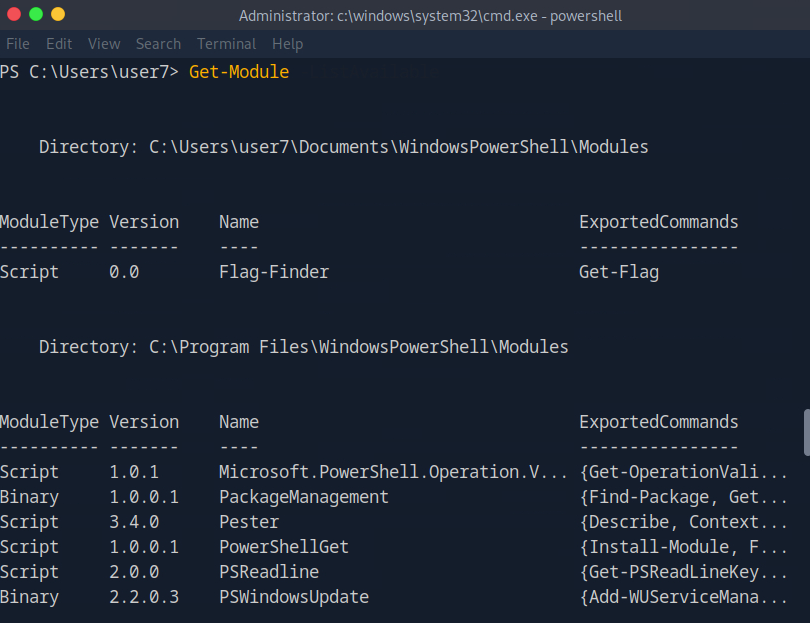 Administrator: c:\windows\system32\cmd.exe - powershell
File Edit View Search Terminal Help
PS C:\Users\user7> Get-Module
Directory: C:\Users\user7\Documents\WindowsPowerShell\Modules
ModuleType Version Name ExportedCommands
---------- ------- ---- ----------------
Script 0.0 Flag-Finder Get-Flag
Directory: C:\Program Files\WindowsPowerShell\Modules
ModuleType Version Name ExportedCommands
---------- ------- ---- ----------------
Script 1.0.1 Microsoft.PowerShell.Operation.V... {Get-OperationVali...
Binary 1.0.0.1 PackageManagement {Find-Package, Get...
Script 3.4.0 Pester {Describe, Context...
Script 1.0.0.1 PowerShellGet {Install-Module, F...
Script 2.0.0 PSReadline {Get-PSReadLineKey...
Binary 2.2.0.3 PSWindowsUpdate {Add-WUServiceMana...